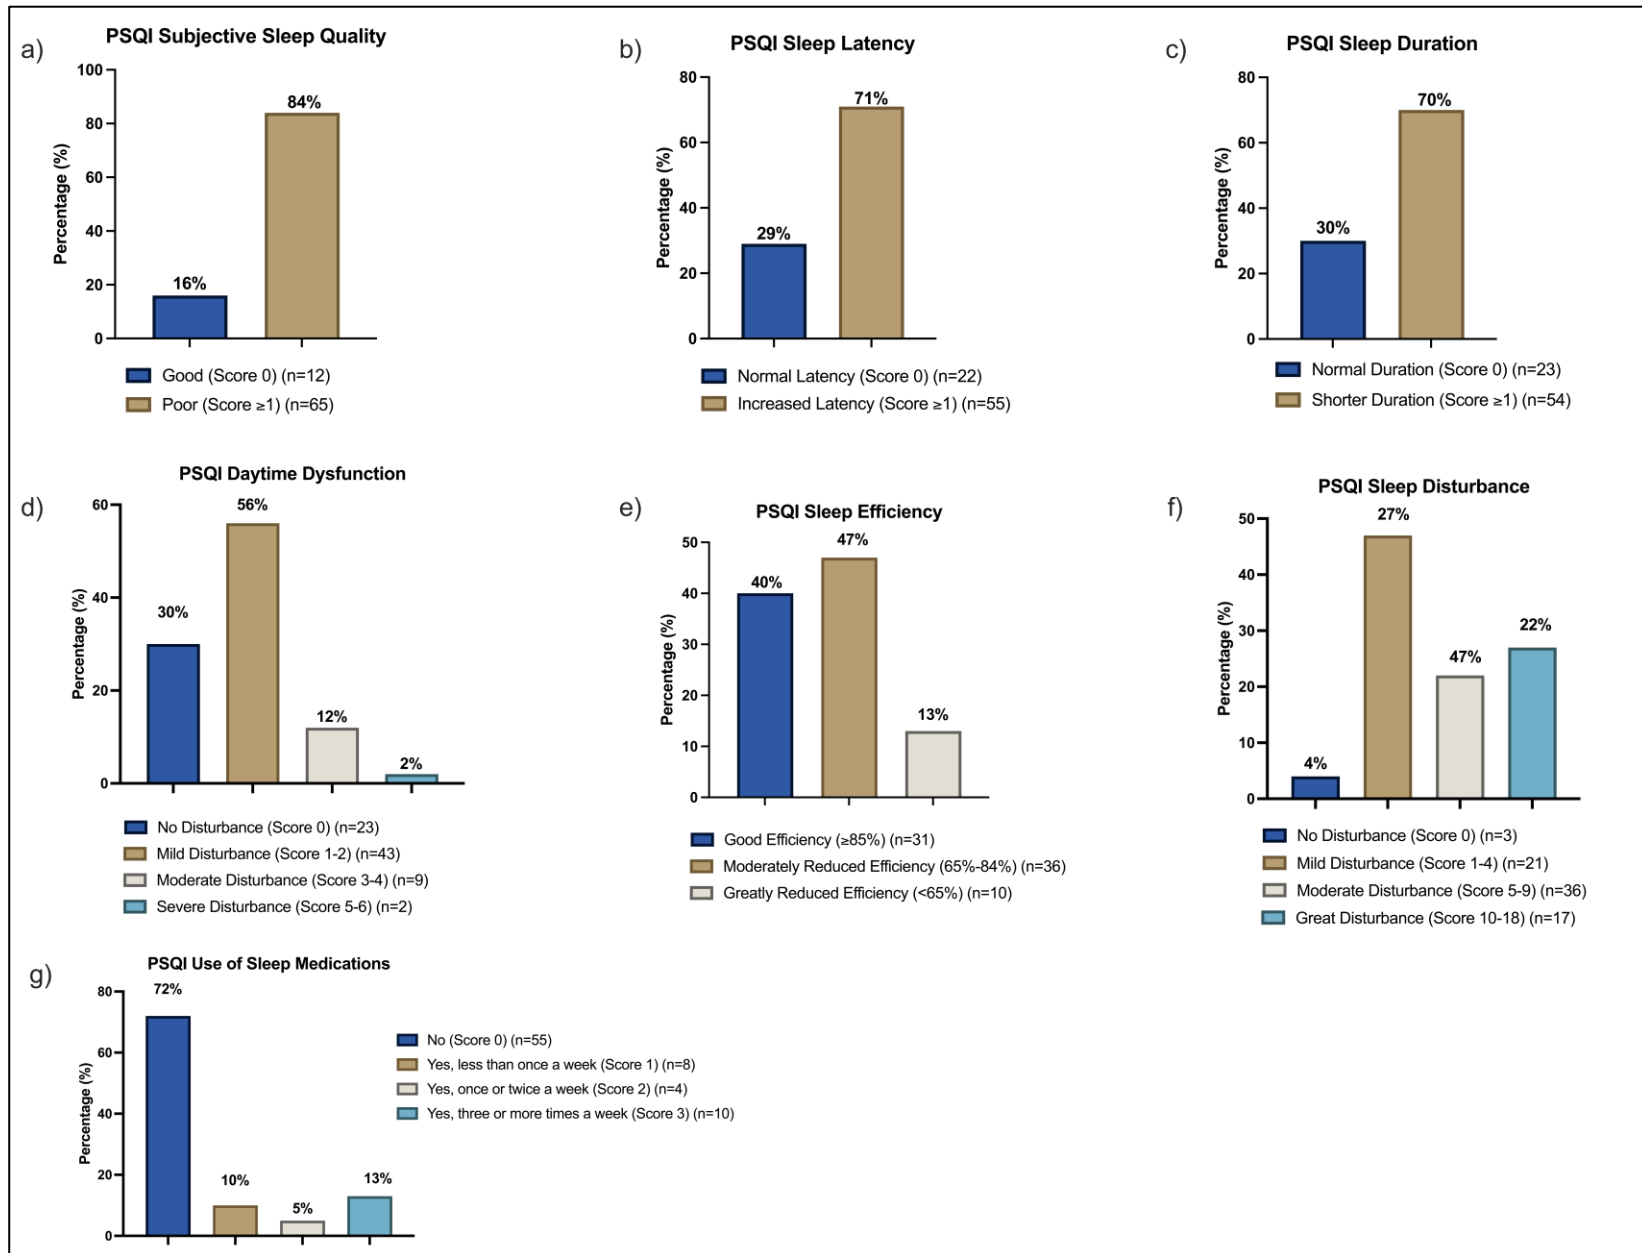 a)
PSQI Subjective Sleep Quality
Percentage (%)
100
80
60
40
20
0
16%
84%
Good (Score 0) (n=12)
Poor (Score ≥1) (n=65)
b)
PSQI Sleep Latency
Percentage (%)
80
60
40
20
0
29%
71%
Normal Latency (Score 0) (n=22)
Increased Latency (Score ≥1) (n=55)
c)
PSQI Sleep Duration
Percentage (%)
80
60
40
20
0
30%
70%
Normal Duration (Score 0) (n=23)
Shorter Duration (Score ≥1) (n=54)
d)
PSQI Daytime Dysfunction
Percentage (%)
60
40
20
0
30%
56%
12%
2%
No Disturbance (Score 0) (n=23)
Mild Disturbance (Score 1-2) (n=43)
Moderate Disturbance (Score 3-4) (n=9)
Severe Disturbance (Score 5-6) (n=2)
e)
PSQI Sleep Efficiency
Percentage (%)
50
40
30
20
10
0
40%
47%
13%
Good Efficiency (≥85%) (n=31)
Moderately Reduced Efficiency (65%-84%) (n=36)
Greatly Reduced Efficiency (<65%) (n=10)
f)
PSQI Sleep Disturbance
Percentage (%)
50
40
30
20
10
0
4%
27%
47%
22%
No Disturbance (Score 0) (n=3)
Mild Disturbance (Score 1-4) (n=21)
Moderate Disturbance (Score 5-9) (n=36)
Great Disturbance (Score 10-18) (n=17)
g)
PSQI Use of Sleep Medications
Percentage (%)
80
60
40
20
0
72%
10%
5%
13%
No (Score 0) (n=55)
Yes, less than once a week (Score 1) (n=8)
Yes, once or twice a week (Score 2) (n=4)
Yes, three or more times a week (Score 3) (n=10)